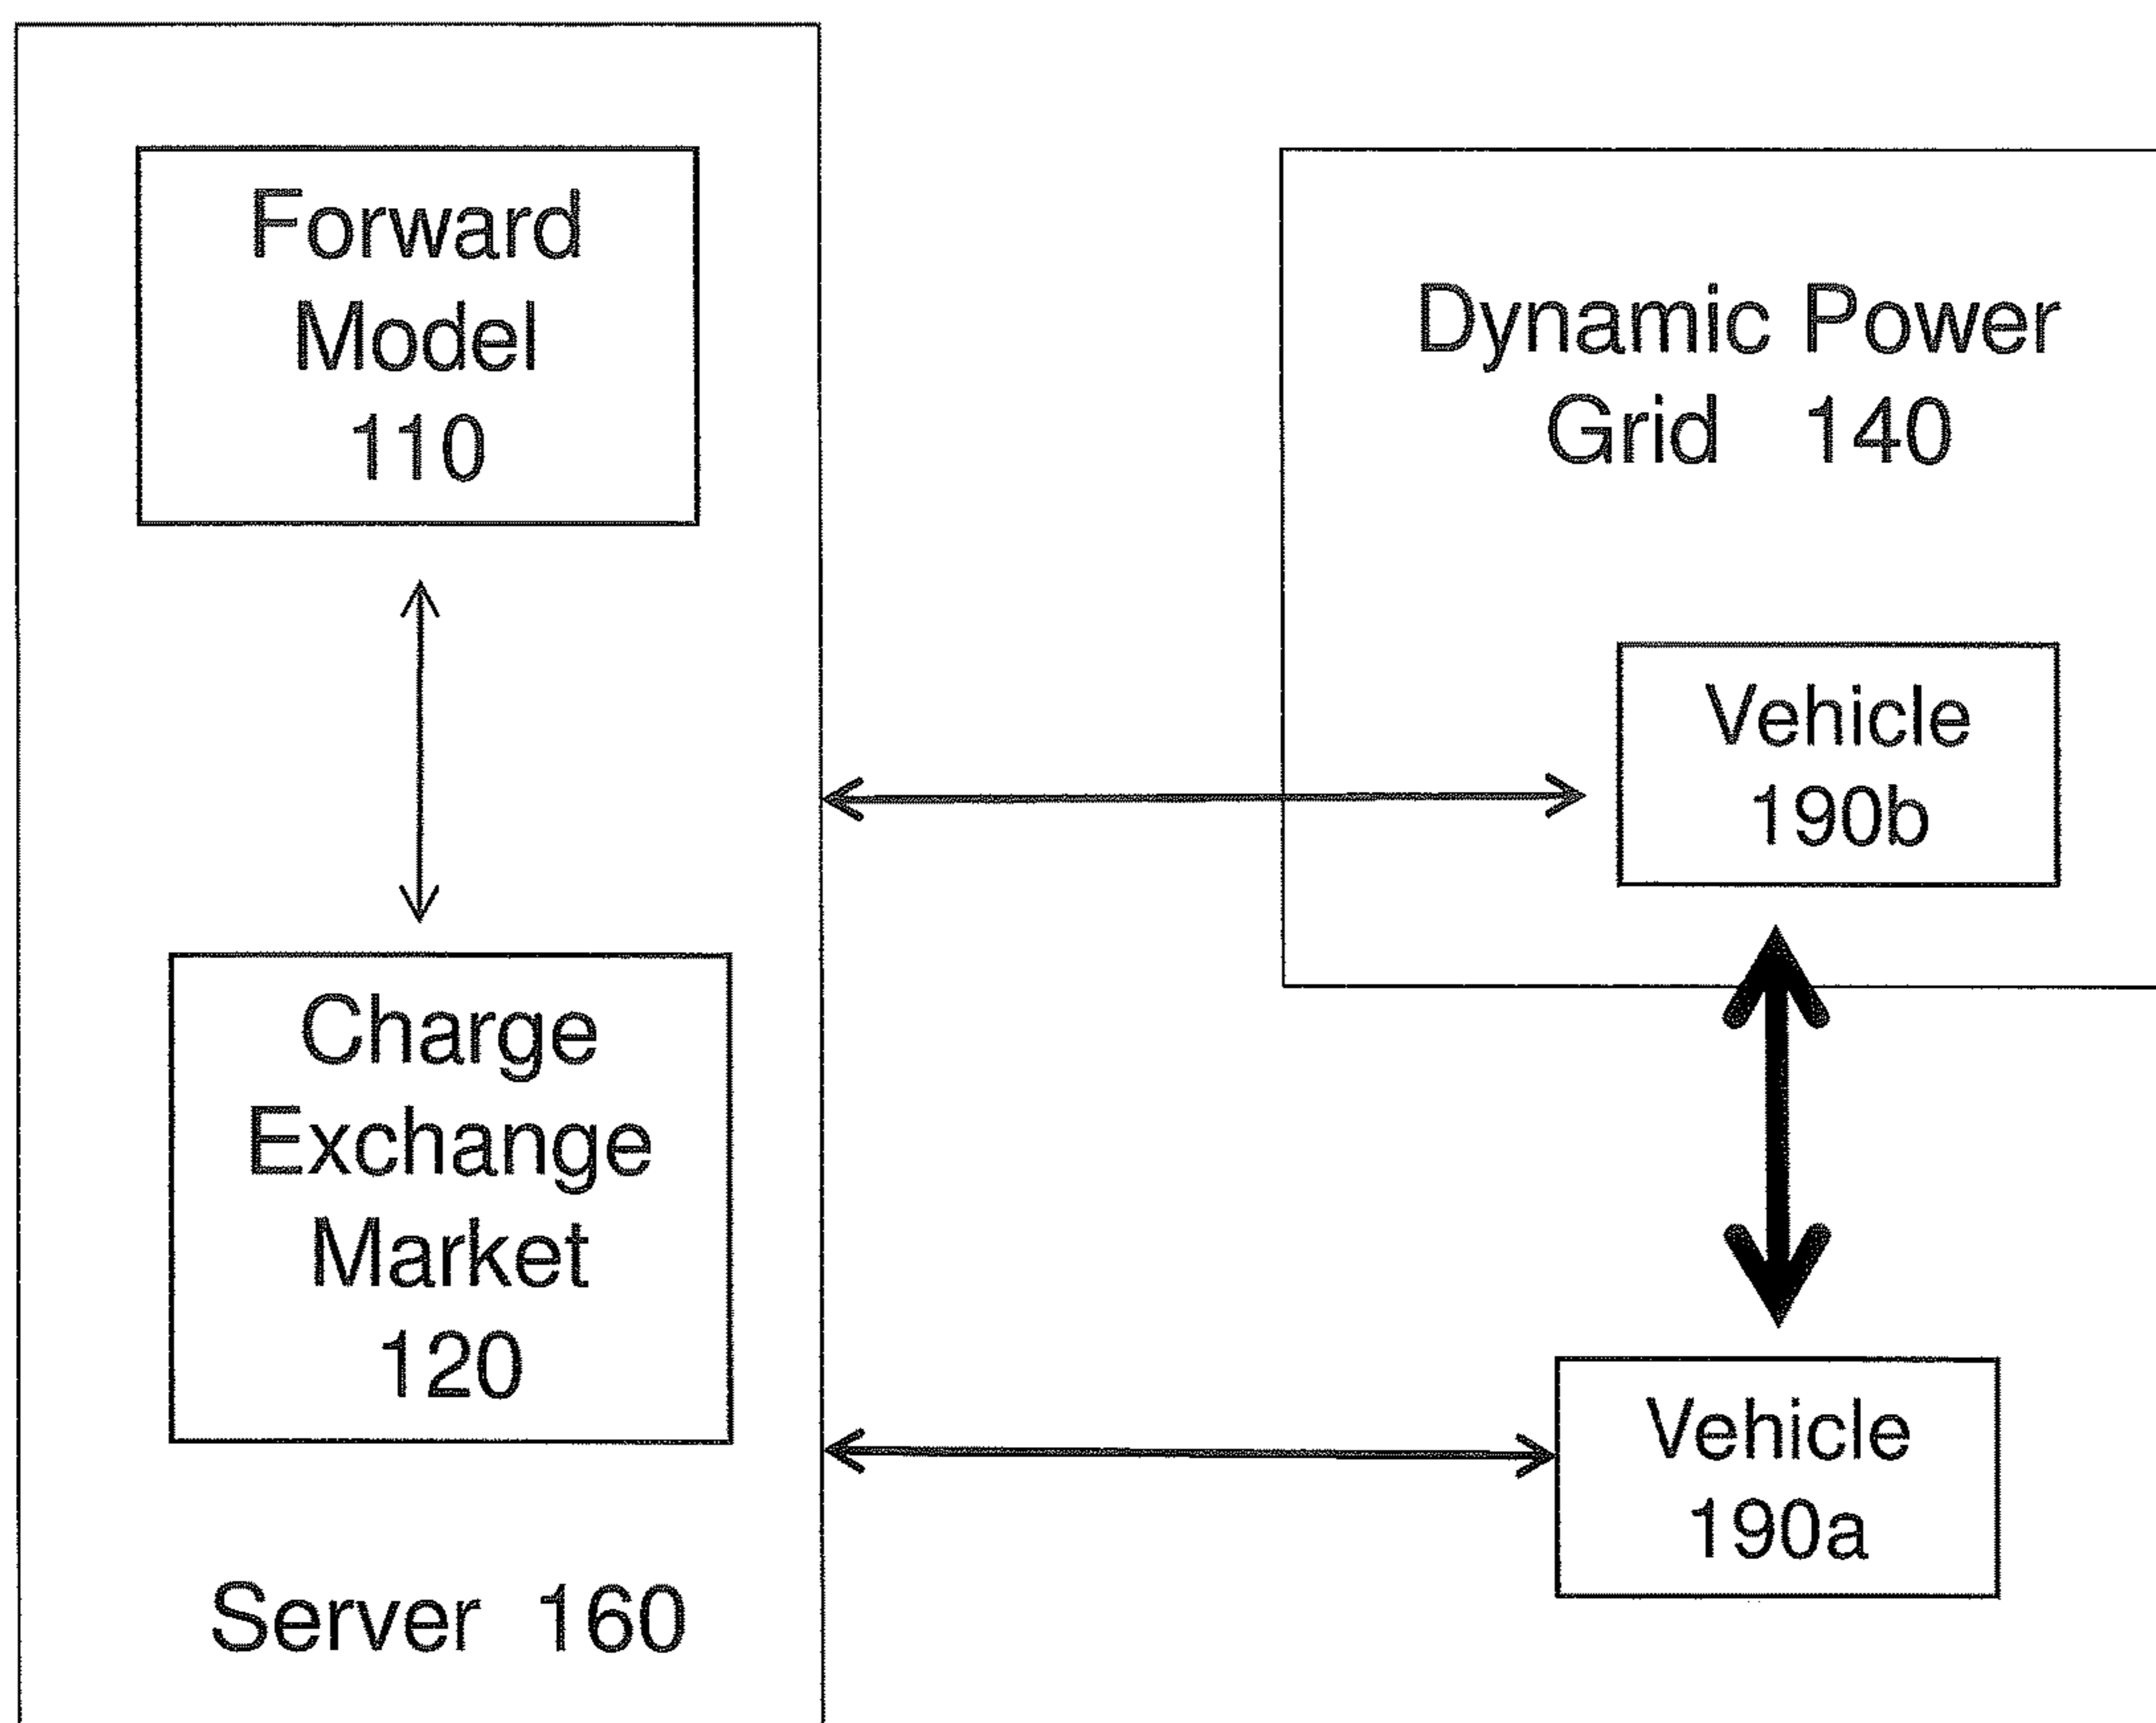 Forward
Model
110
Charge
Exchange
Market
120
Server 160
Dynamic Power
Grid 140
Vehicle
190b
Vehicle
190a